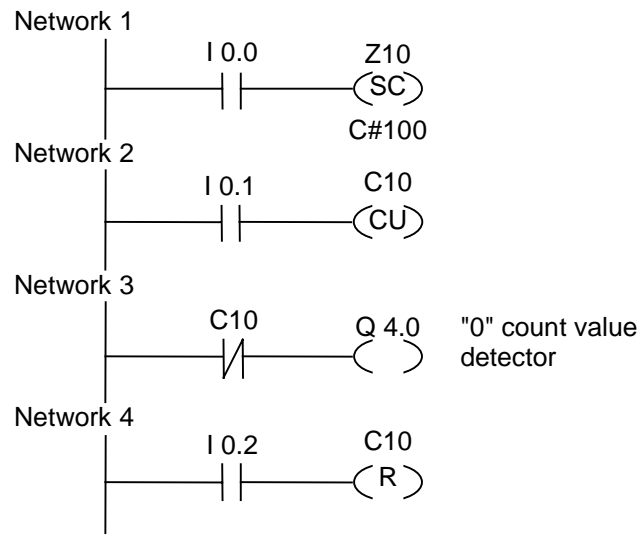 Network 1
I 0.0 Z10
SC
C#100
Network 2
I 0.1 C10
CU
Network 3
C10 Q 4.0 "0" count value
detector
Network 4
I 0.2 C10
R